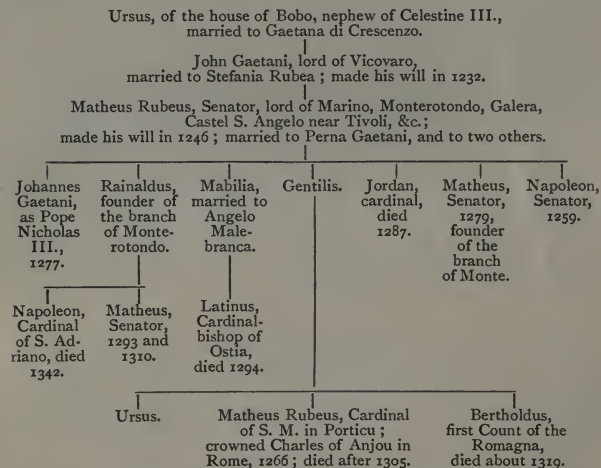 Ursus, of the house of Bobo, nephew of Celestine III.,
married to Gaetana di Crescenzo.
John Gaetani, lord of Vicovaro,
married to Stefania Rubea ; made his will in 1232.
Matheus Rubeus, Senator, lord of Marino, Monterotondo, Galera,
Castel S. Angelo near Tivoli, &c. ;
made his will in 1246 ; married to Perna Gaetani, and to two others.
Johannes
Gaetani,
as Pope
Nicholas
III.,
1277.
Rainaldus,
founder of
the branch
of Monte-
rotondo.
Mabilia,
married to
Angelo
Male-
branca.
Gentilis.
Jordan,
cardinal,
died
1287.
Matheus,
Senator,
1279,
founder
of the
branch
of Monte.
Napoleon,
Senator,
1259.
Napoleon,
Cardinal
of S. Ad-
riano, died
1342.
Matheus,
Senator,
1293 and
1310.
Latinus,
Cardinal-
bishop of
Ostia,
died 1294.
Ursus.
Matheus Rubeus, Cardinal
of S. M. in Porticu ;
crowned Charles of Anjou in
Rome, 1266 ; died after 1305.
Bertholdus,
first Count of the
Romagna,
died about 1319.